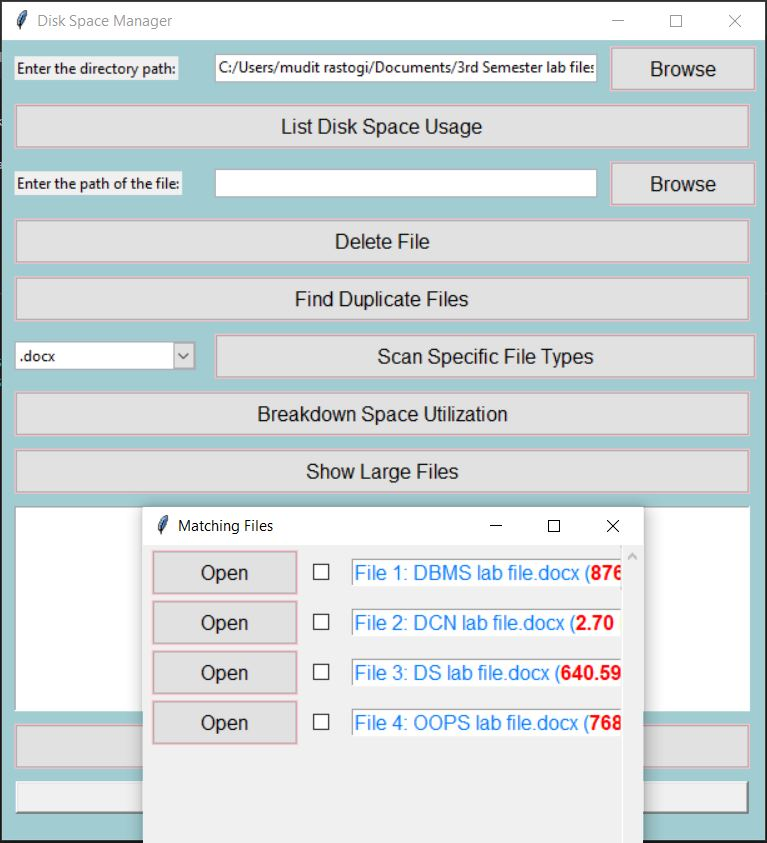 Disk Space Manager
Enter the directory path: C:/Users/mudit rastogi/Documents/3rd Semester lab files Browse
List Disk Space Usage
Enter the path of the file: Browse
Delete File
Find Duplicate Files
.docx Scan Specific File Types
Breakdown Space Utilization
Show Large Files
Matching Files
Open File 1: DBMS lab file.docx (876
Open File 2: DCN lab file.docx (2.70
Open File 3: DS lab file.docx (640.59
Open File 4: OOPS lab file.docx (768